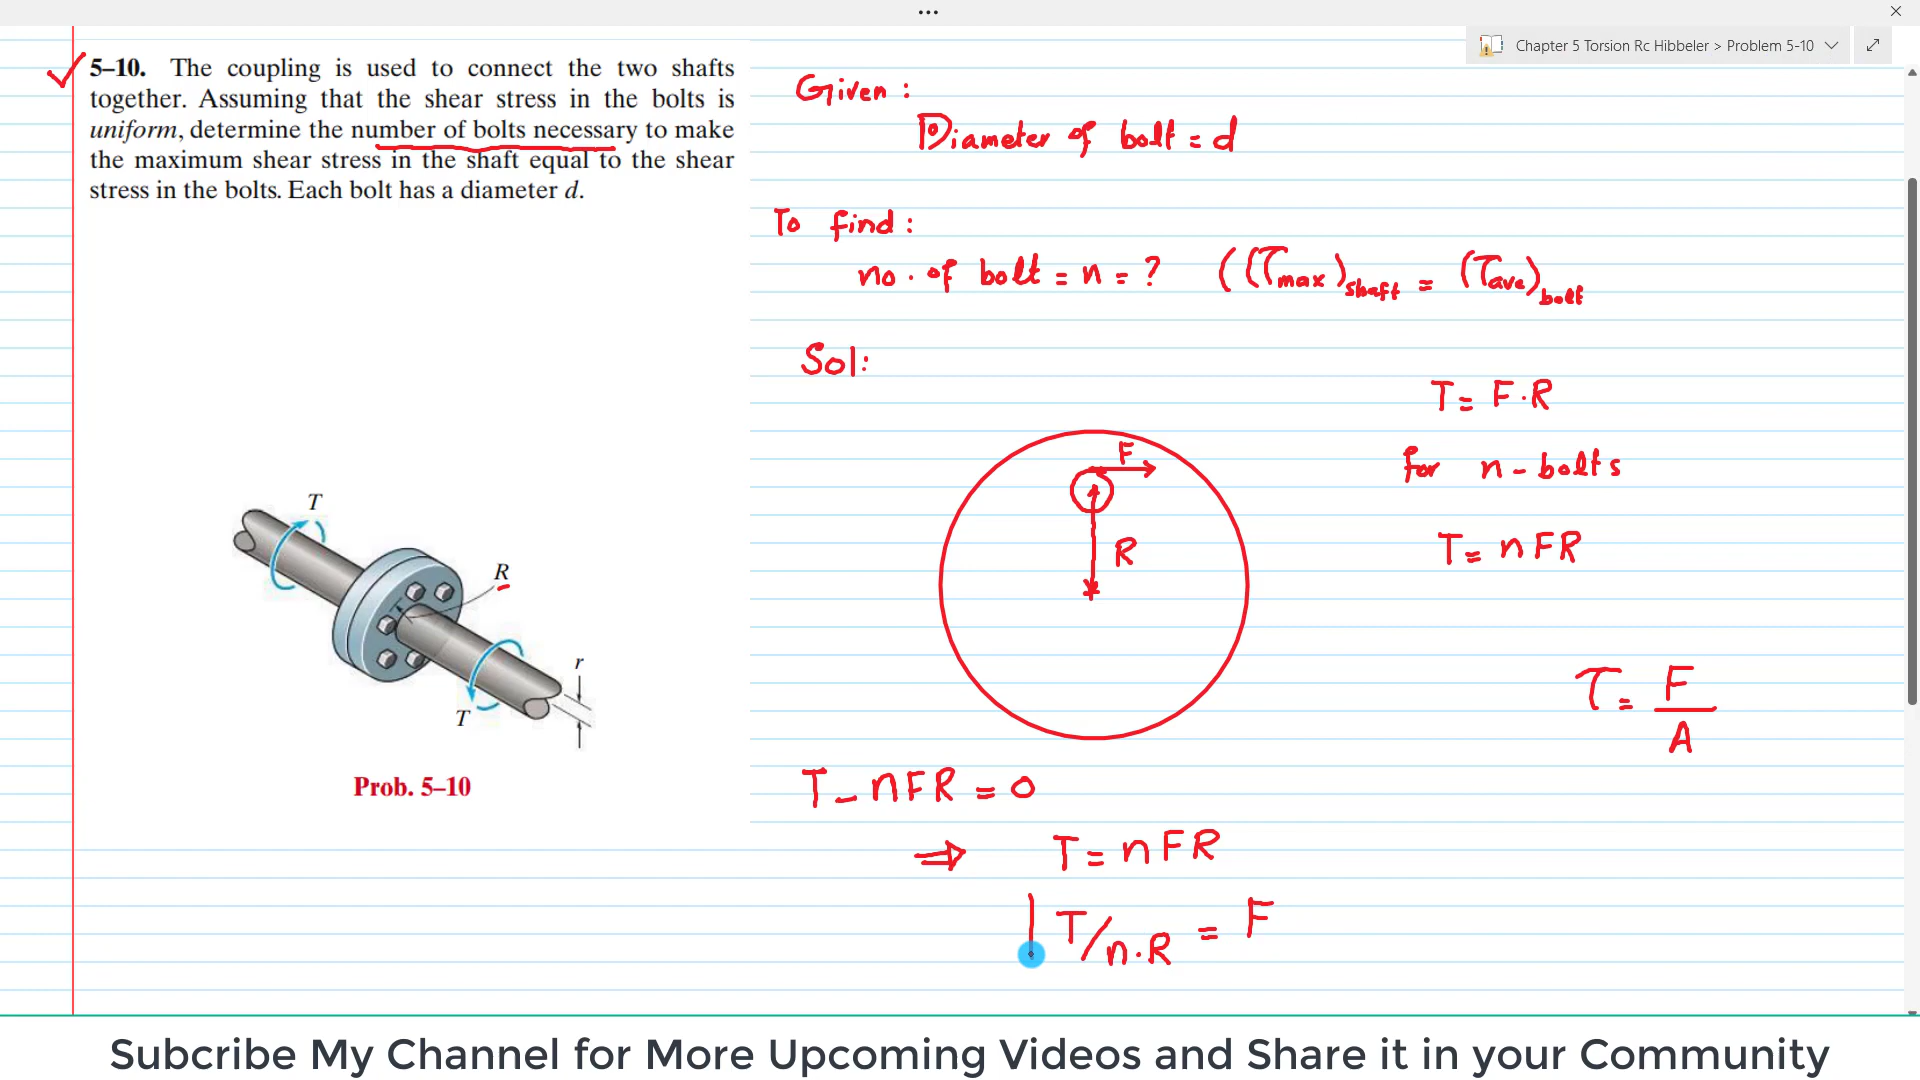 ...
Chapter 5 Torsion Rc Hibbeler > Problem 5-10
5–10. The coupling is used to connect the two shafts
together. Assuming that the shear stress in the bolts is
uniform, determine the number of bolts necessary to make
the maximum shear stress in the shaft equal to the shear
stress in the bolts. Each bolt has a diameter d.
T
R
r
T
Prob. 5–10
Given :
Diameter of bolt = d
To find :
no. of bolt = n = ? ((τmax)shaft = (τave)bolt
Sol:
F
R
T = F.R
for n-bolts
T = nFR
τ = F/A
T - nFR = 0
⇒ T = nFR
T/n.R = F
Subcribe My Channel for More Upcoming Videos and Share it in your Community